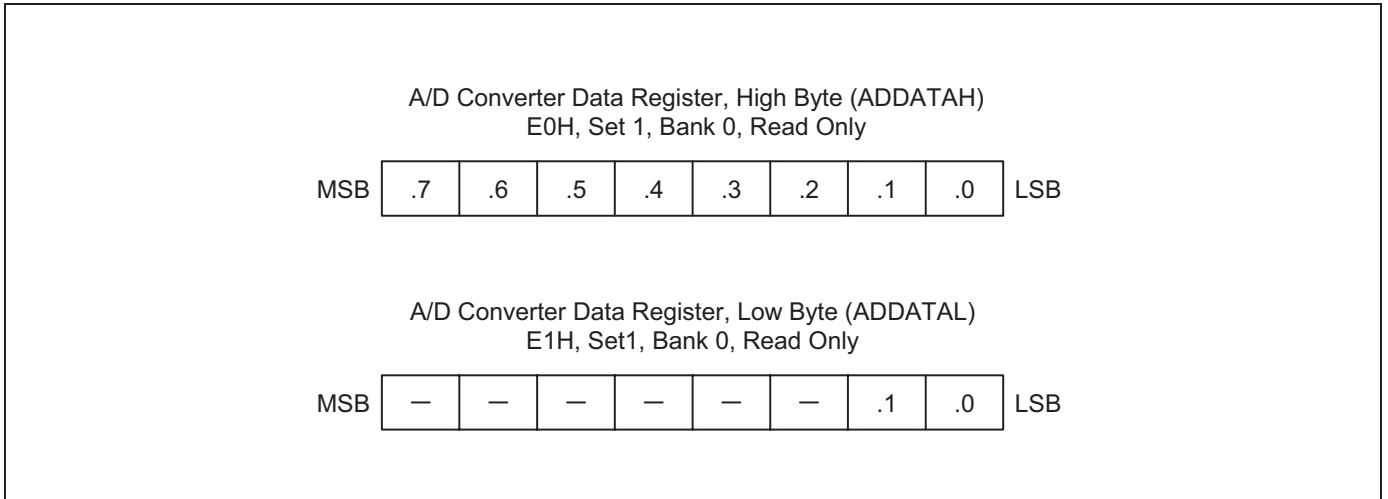 A/D Converter Data Register, High Byte (ADDATAH)
E0H, Set 1, Bank 0, Read Only
MSB .7 .6 .5 .4 .3 .2 .1 .0 LSB
A/D Converter Data Register, Low Byte (ADDATAL)
E1H, Set1, Bank 0, Read Only
MSB – – – – – – .1 .0 LSB